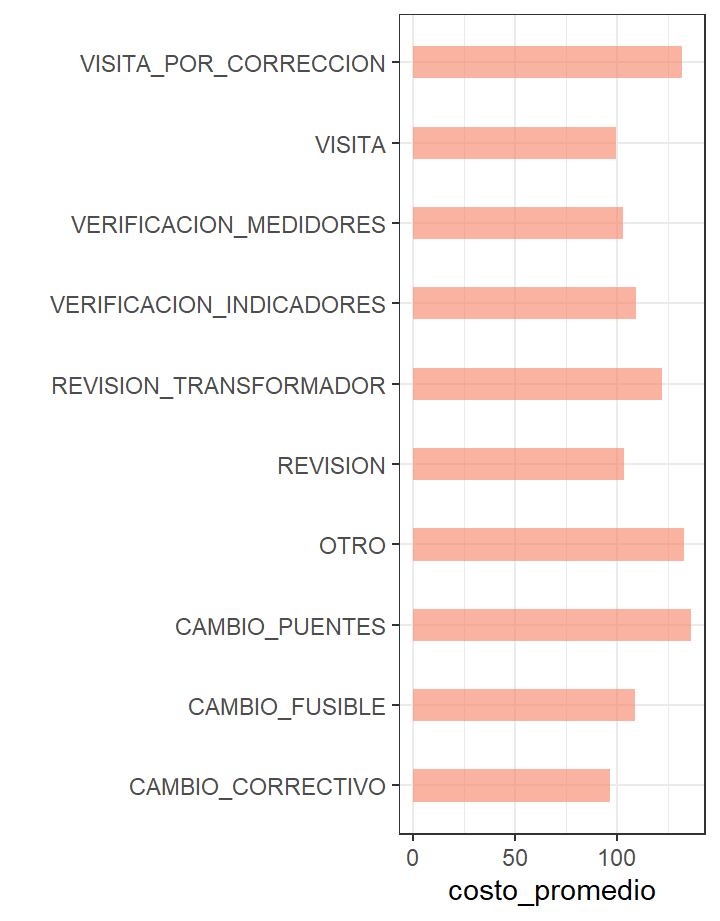 VISITA_POR_CORRECCION
VISITA
VERIFICACION_MEDIDORES
VERIFICACION_INDICADORES
REVISION_TRANSFORMADOR
REVISION
OTRO
CAMBIO_PUENTES
CAMBIO_FUSIBLE
CAMBIO_CORRECTIVO
0 50 100
costo_promedio